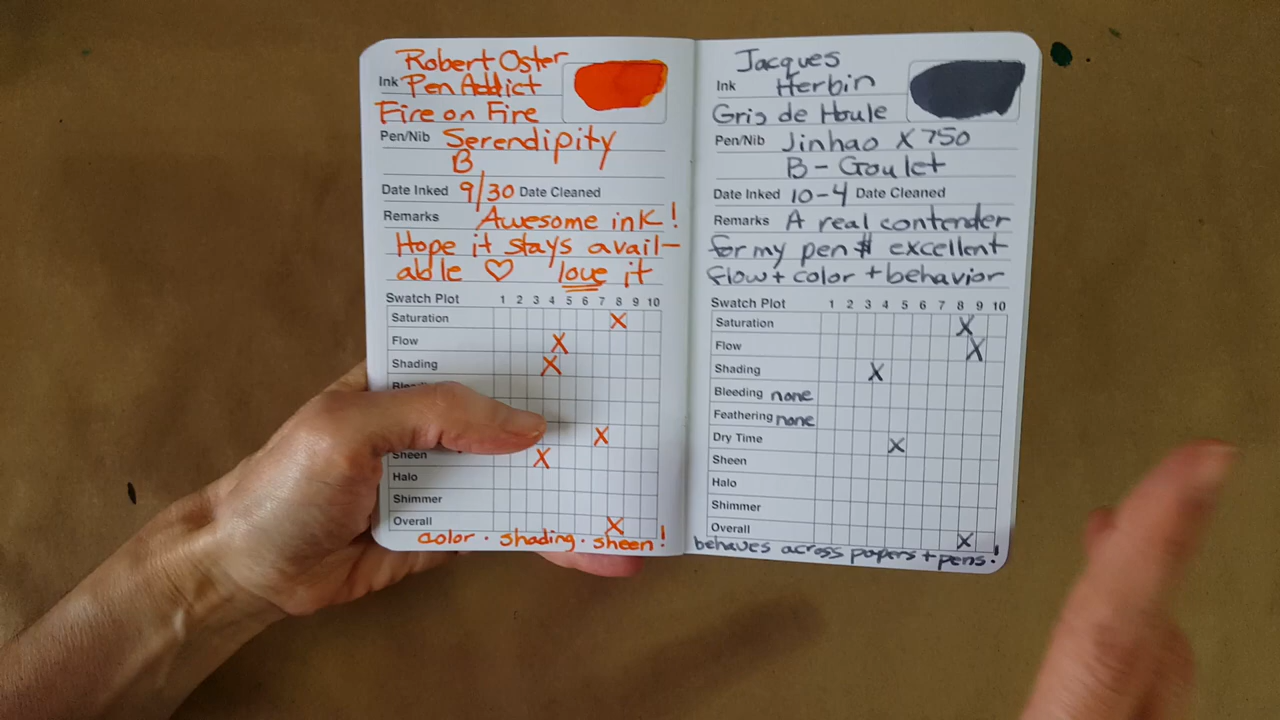 Robert Oster
Ink Pen Addict
Fire on Fire
Pen/Nib Serendipity
B
Date Inked 9/30 Date Cleaned
Remarks Awesome ink!
Hope it stays avail-
able ♡ love it
Swatch Plot 1 2 3 4 5 6 7 8 9 10
Saturation X
Flow X
Shading X
X
Sheen X
Halo
Shimmer
Overall X
color · shading · sheen!
Jacques
Ink Herbin
Gris de Houle
Pen/Nib Jinhao X750
B - Goulet
Date Inked 10-4 Date Cleaned
Remarks A real contender
for my pen # excellent
flow + color + behavior
Swatch Plot 1 2 3 4 5 6 7 8 9 10
Saturation X
Flow X
Shading X
Bleeding none
Feathering none
Dry Time X
Sheen
Halo
Shimmer
Overall X
behaves across papers + pens!